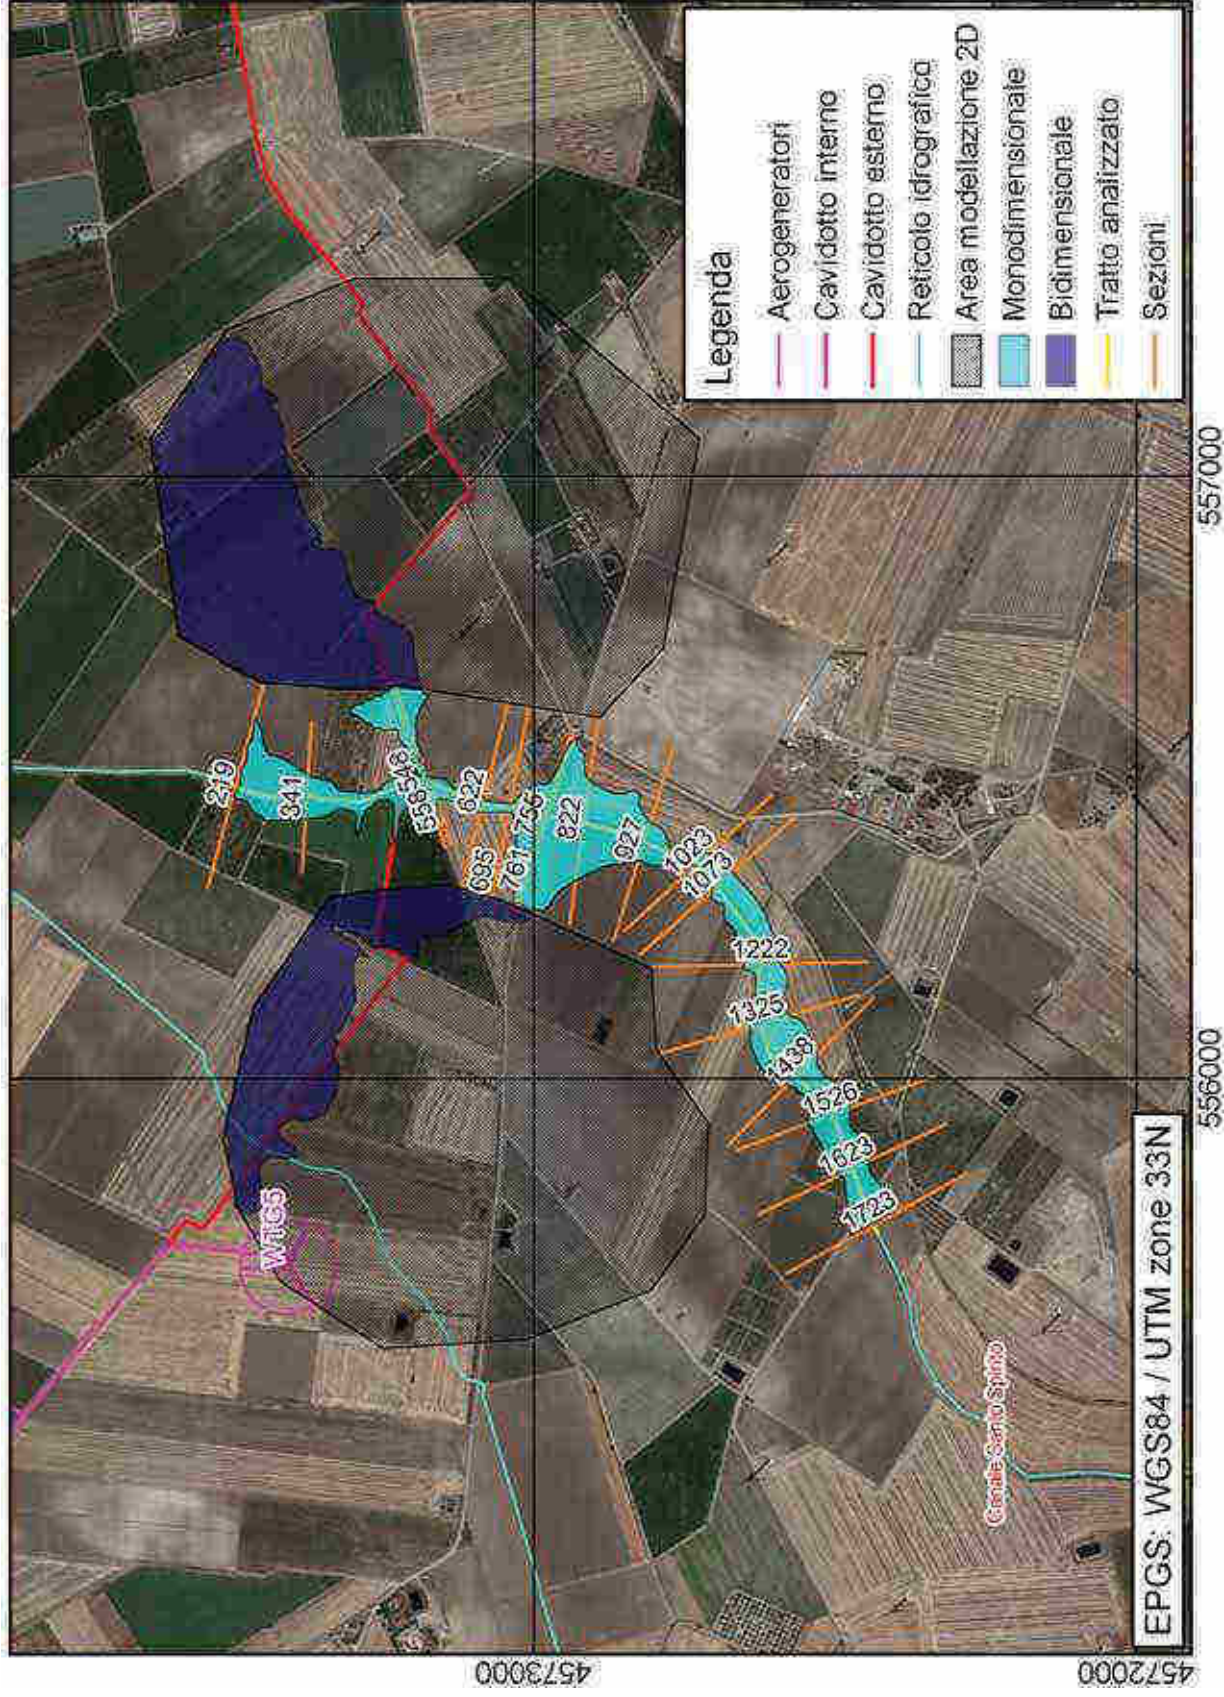 Legenda
Aerogeneratori
Cavidotto interno
Cavidotto esterno
Reticolo idrografico
Area modellazione 2D
Monodimensionale
Bidimensionale
Tratto analizzato
Sezioni
219
341
548
558
622
695
755
761
822
927
1023
1073
1222
1325
1438
1526
1623
1723
WTG5
Canale Santo Spirito
EPGS: WGS84 / UTM zone 33N
556000
557000
4573000
4572000